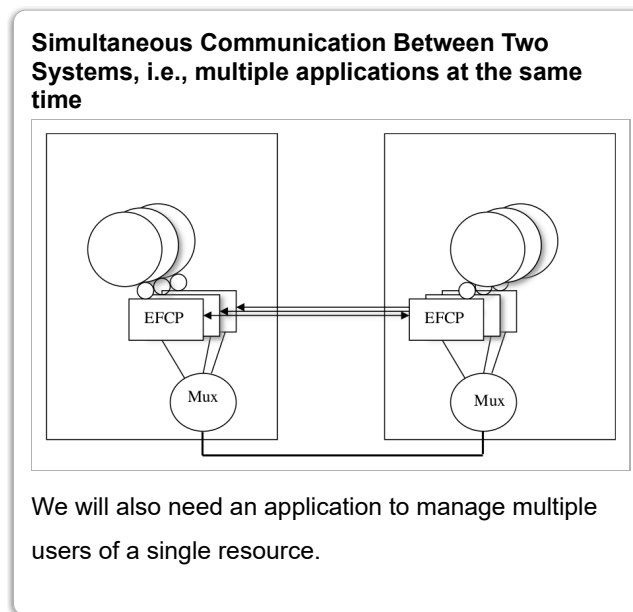 Simultaneous Communication Between Two
Systems, i.e., multiple applications at the same
time
EFCP
EFCP
Mux
Mux
We will also need an application to manage multiple
users of a single resource.